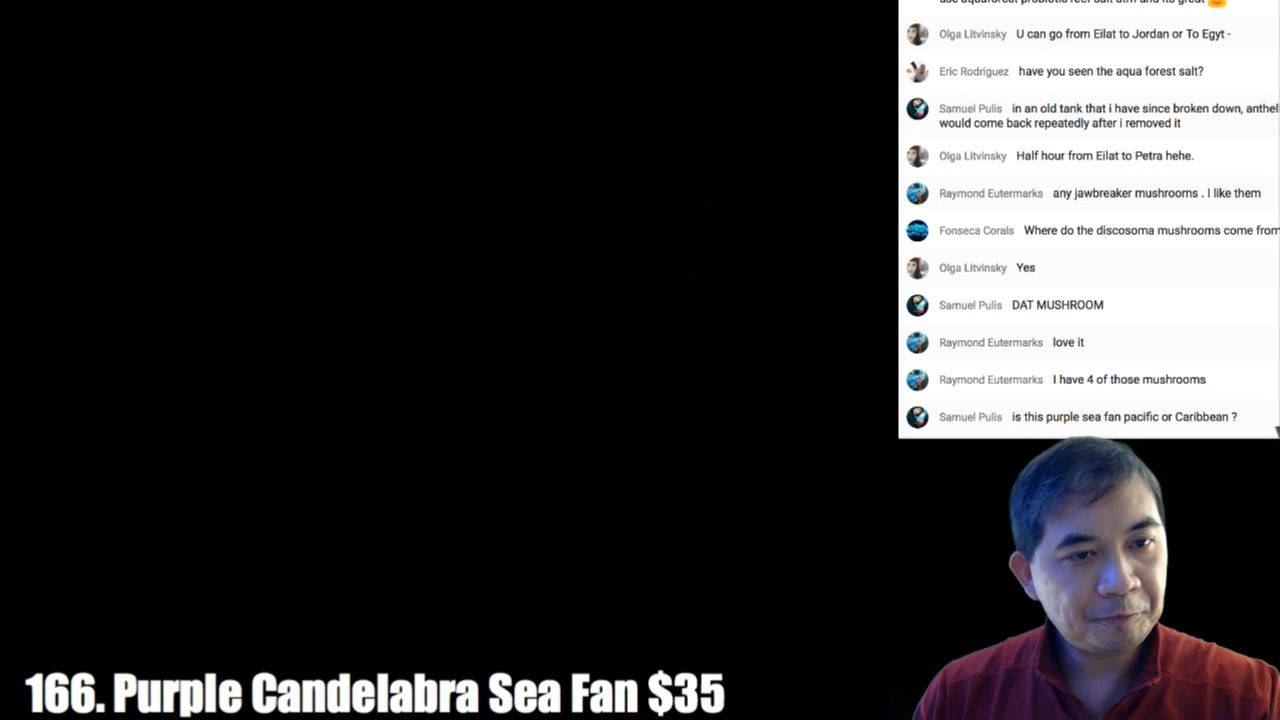 Olga Litvinsky U can go from Eilat to Jordan or To Egyt -
Eric Rodriguez have you seen the aqua forest salt?
Samuel Pulis in an old tank that i have since broken down, anthel
would come back repeatedly after i removed it
Olga Litvinsky Half hour from Eilat to Petra hehe.
Raymond Eutermarks any jawbreaker mushrooms . I like them
Fonseca Corals Where do the discosoma mushrooms come from
Olga Litvinsky Yes
Samuel Pulis DAT MUSHROOM
Raymond Eutermarks love it
Raymond Eutermarks I have 4 of those mushrooms
Samuel Pulis is this purple sea fan pacific or Caribbean ?
166. Purple Candelabra Sea Fan $35